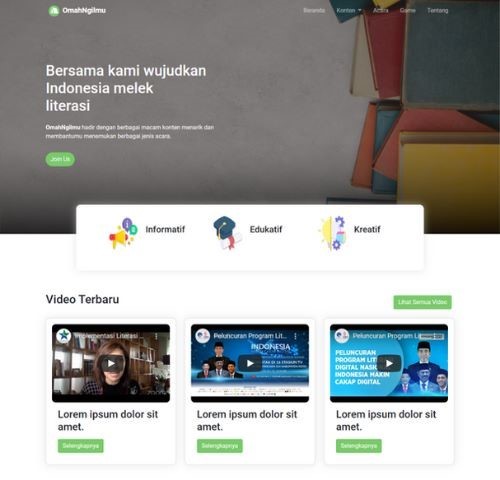 OmahNgilmu
Beranda Konten Acara Game Tentang
Bersama kami wujudkan
Indonesia melek
literasi
OmahNgilmu hadir dengan berbagai macam konten menarik dan
membantumu menemukan berbagai jenis acara.
Join Us
Informatif Edukatif Kreatif
Video Terbaru
Lihat Semua Video
Implementasi Literasi
Peluncuran Program Lit...
INDONESIA
Peluncuran Program Lit
PELUNCURAN
PROGRAM LIT
DIGITAL NASI
INDONESIA MAKIN
CAKAP DIGITAL
Lorem ipsum dolor sit
amet.
Selengkapnya
Lorem ipsum dolor sit
amet.
Selengkapnya
Lorem ipsum dolor sit
amet.
Selengkapnya